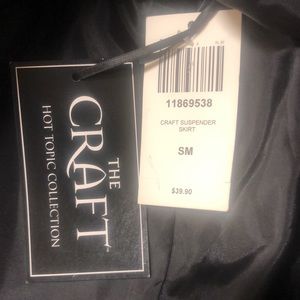 THE
CRAFT
HOT TOPIC COLLECTION
11869538
CRAFT SUSPENDER
SKIRT
SM
$39.90